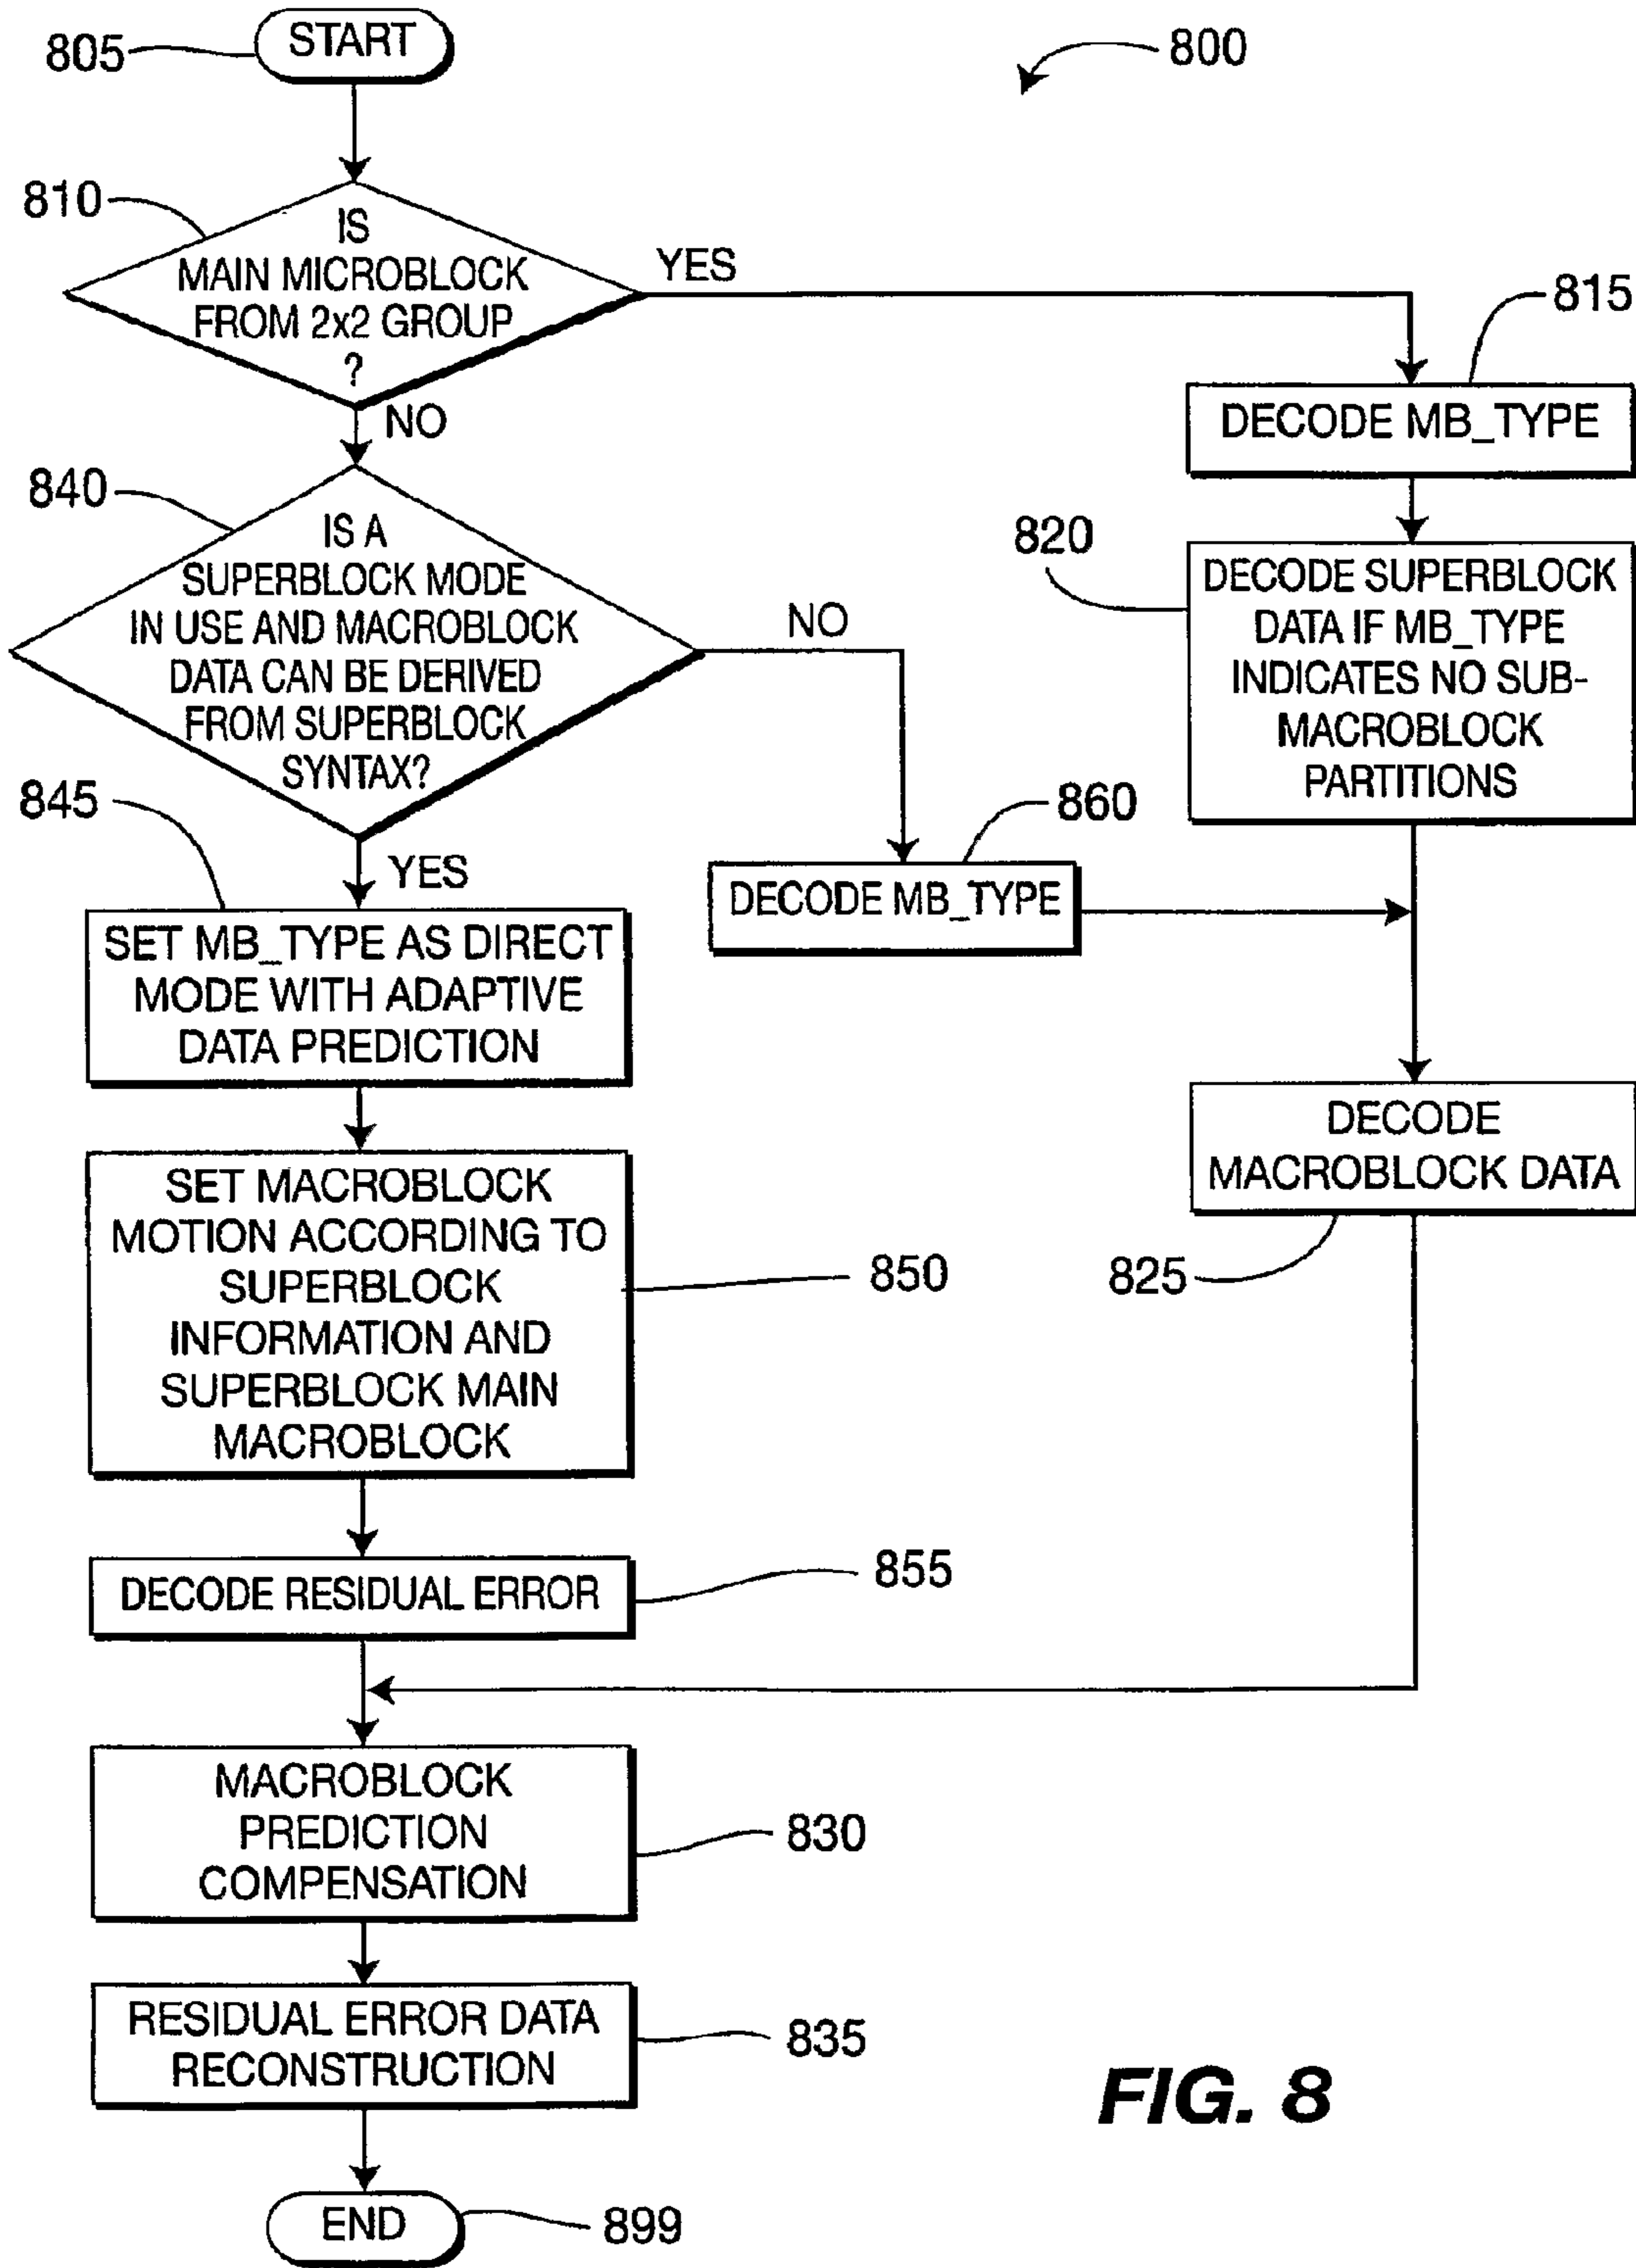 START
805
800
810
IS
MAIN MICROBLOCK
FROM 2x2 GROUP
?
YES
NO
815
DECODE MB_TYPE
820
DECODE SUPERBLOCK
DATA IF MB_TYPE
INDICATES NO SUB-
MACROBLOCK
PARTITIONS
840
IS A
SUPERBLOCK MODE
IN USE AND MACROBLOCK
DATA CAN BE DERIVED
FROM SUPERBLOCK
SYNTAX?
NO
YES
860
DECODE MB_TYPE
845
SET MB_TYPE AS DIRECT
MODE WITH ADAPTIVE
DATA PREDICTION
DECODE
MACROBLOCK DATA
825
SET MACROBLOCK
MOTION ACCORDING TO
SUPERBLOCK
INFORMATION AND
SUPERBLOCK MAIN
MACROBLOCK
850
DECODE RESIDUAL ERROR
855
MACROBLOCK
PREDICTION
COMPENSATION
830
RESIDUAL ERROR DATA
RECONSTRUCTION
835
END
899
FIG. 8